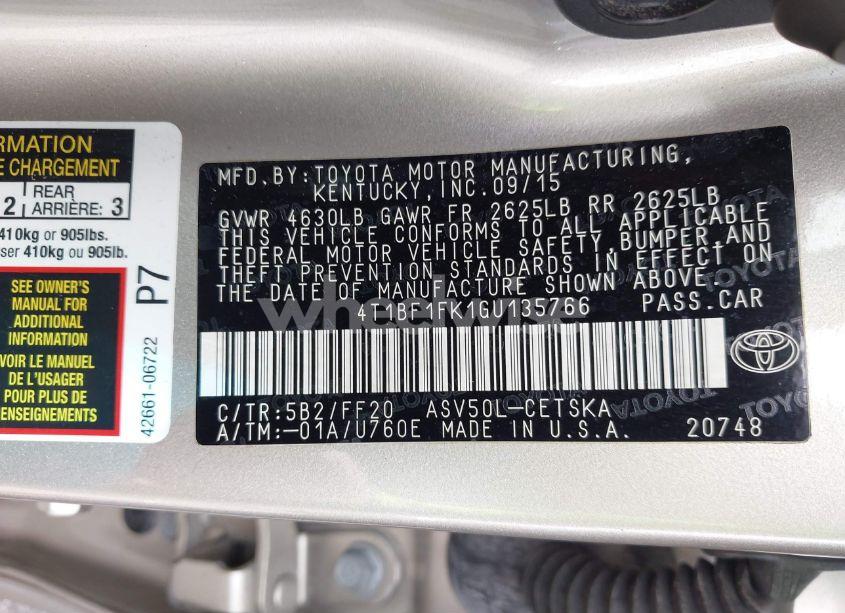 RMATION
E CHARGEMENT
2 REAR ARRIÈRE: 3
410kg or 905lbs.
ser 410kg ou 905lb.
SEE OWNER'S
MANUAL FOR
ADDITIONAL
INFORMATION
VOIR LE MANUEL
DE L'USAGER
POUR PLUS DE
RENSEIGNEMENTS
P7
42661-06722
MFD. BY: TOYOTA MOTOR MANUFACTURING,
KENTUCKY, INC. 09/15
GVWR 4630LB GAWR FR 2625LB RR 2625LB
THIS VEHICLE CONFORMS TO ALL APPLICABLE
FEDERAL MOTOR VEHICLE SAFETY, BUMPER, AND
THEFT PREVENTION STANDARDS IN EFFECT ON
THE DATE OF MANUFACTURE SHOWN ABOVE.
4T1BF1FK1GU135766 PASS. CAR
C/TR: 5B2/FF20 ASV50L-CETSKA
A/TM: -01A/U760E MADE IN U.S.A. 20748
wheelwise